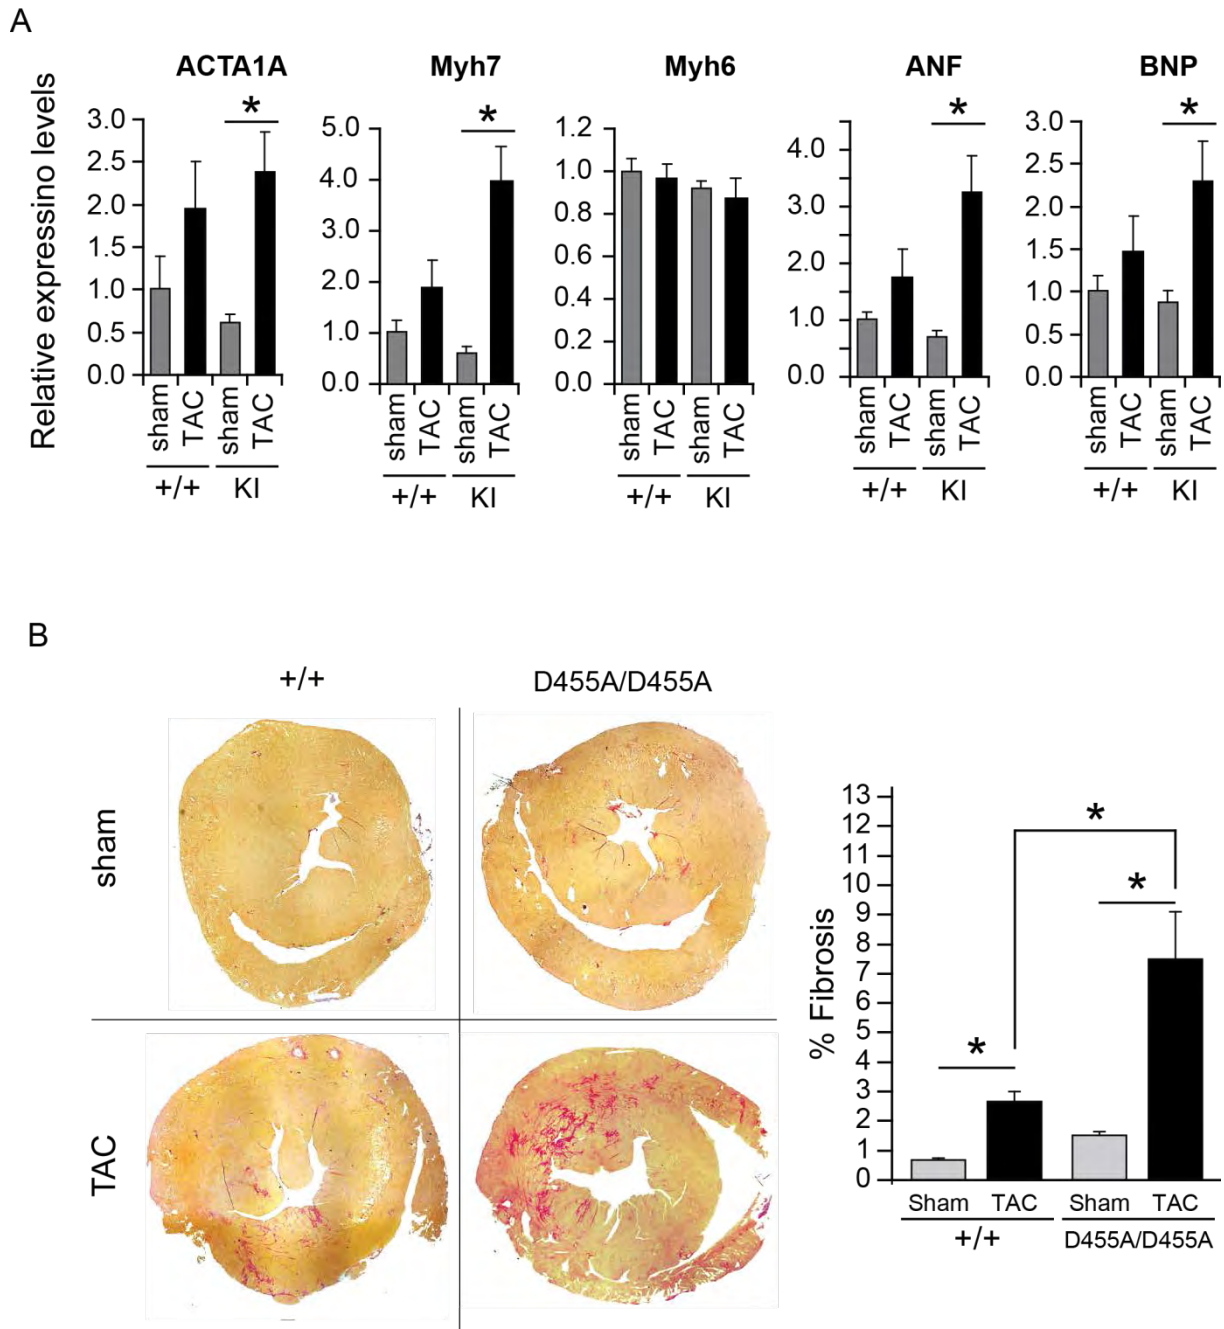 A
ACTA1A Myh7 Myh6 ANF BNP
Relative expressino levels
* * * *
3.0
2.5
2.0
1.5
1.0
0.5
0.0
sham TAC sham TAC
+/+ KI
5.0
4.0
3.0
2.0
1.0
0.0
sham TAC sham TAC
+/+ KI
1.2
1.0
0.8
0.6
0.4
0.2
0.0
sham TAC sham TAC
+/+ KI
4.0
3.0
2.0
1.0
0.0
sham TAC sham TAC
+/+ KI
3.0
2.5
2.0
1.5
1.0
0.5
0.0
sham TAC sham TAC
+/+ KI
B
+/+ D455A/D455A
sham
TAC
% Fibrosis
13
12
11
10
9
8
7
6
5
4
3
2
1
0
*
*
*
Sham TAC Sham TAC
+/+ D455A/D455A